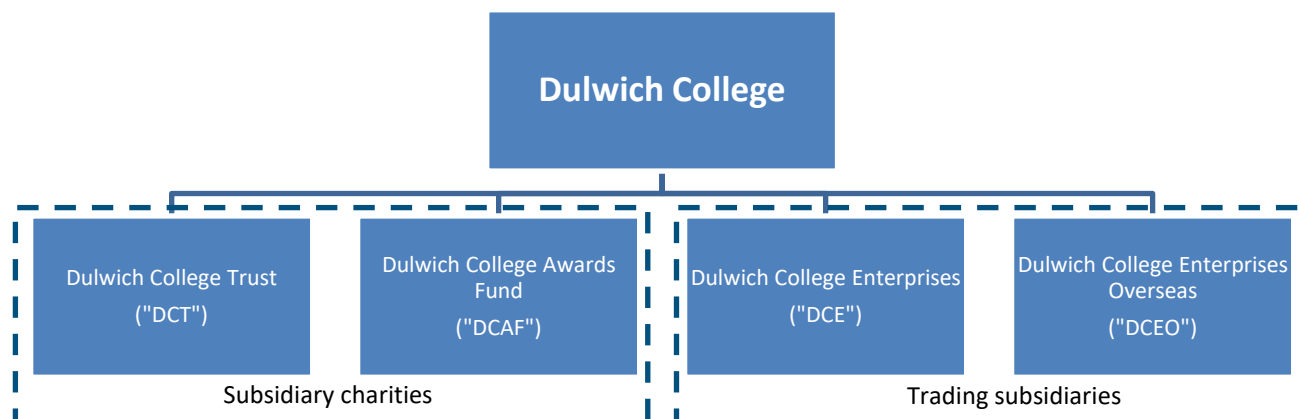 Dulwich College
Dulwich College Trust
("DCT")
Dulwich College Awards
Fund
("DCAF")
Dulwich College Enterprises
("DCE")
Dulwich College Enterprises
Overseas
("DCEO")
Subsidiary charities
Trading subsidiaries